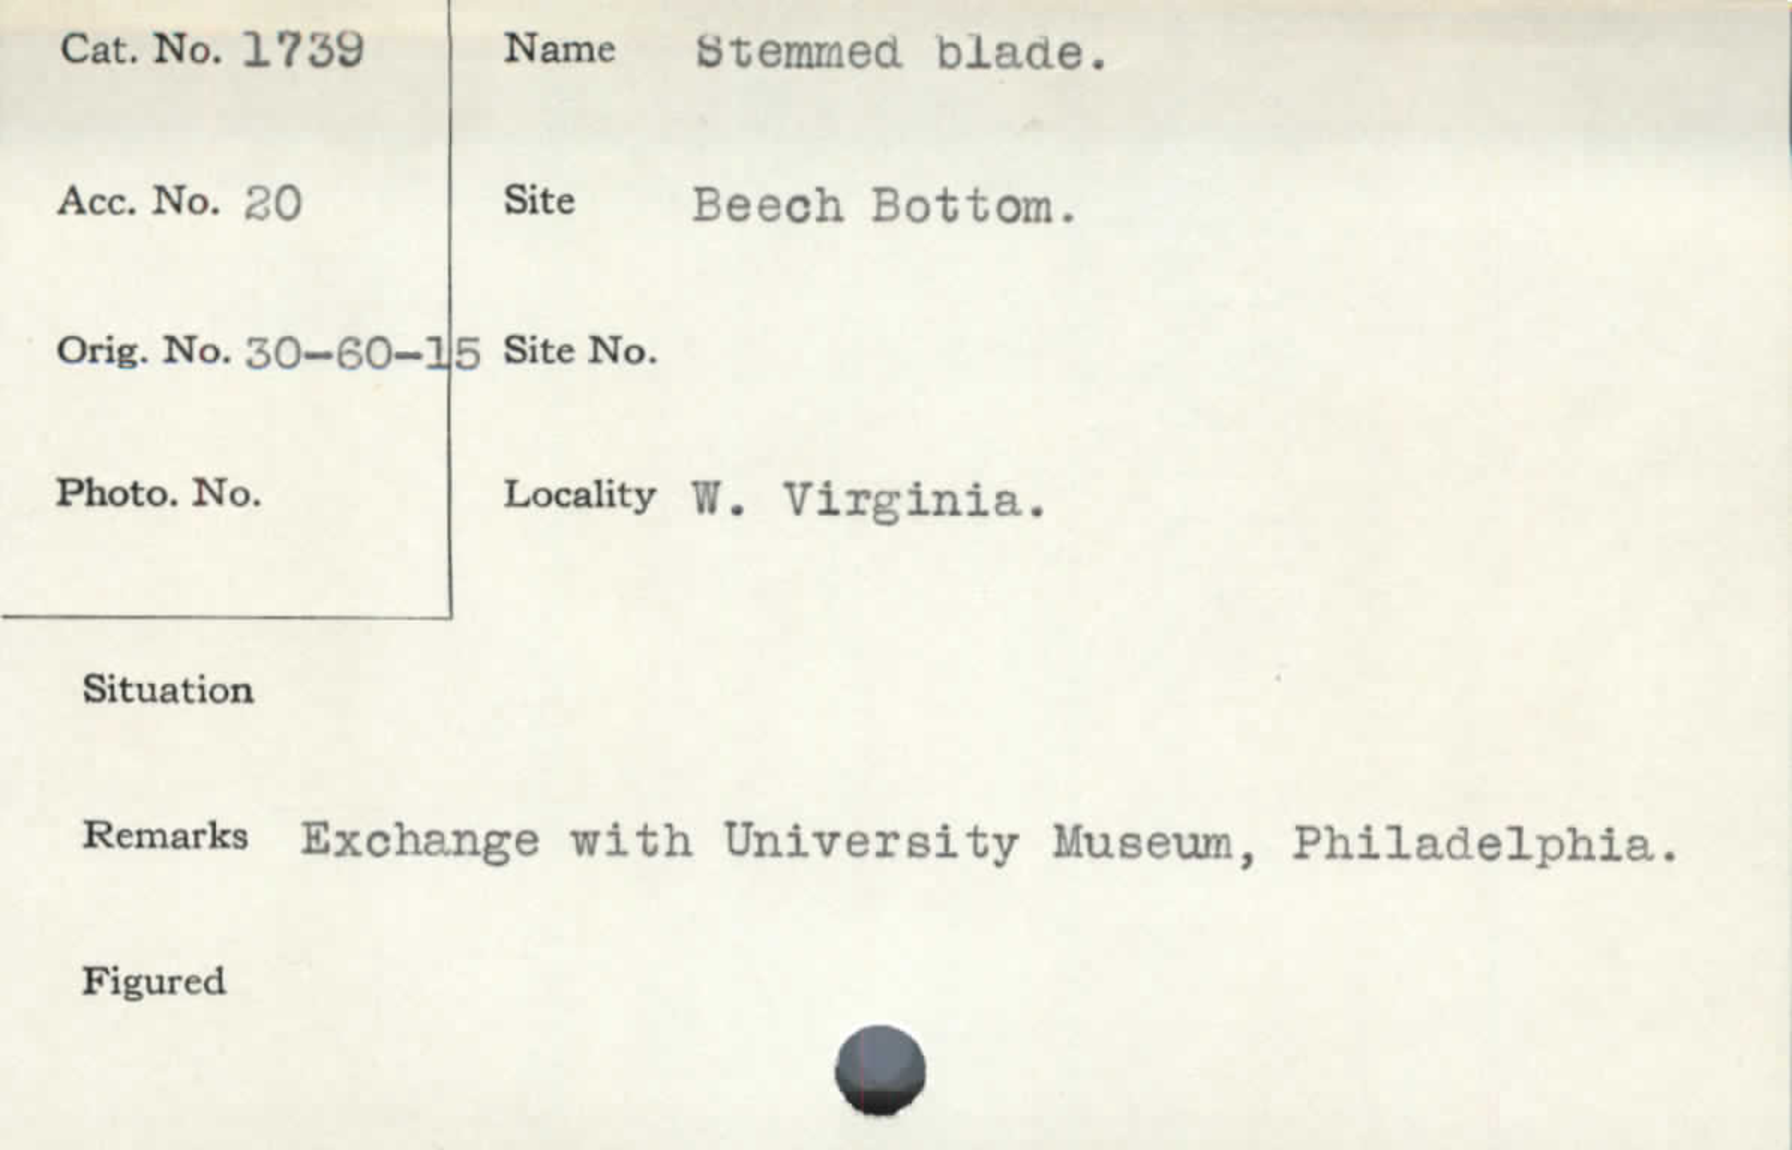 Cat. No. 1739
Name Stemmed blade.
Acc. No. 20
Site Beech Bottom.
Orig. No. 30-60-15
Site No.
Photo. No.
Locality W. Virginia.
Situation
Remarks Exchange with University Museum, Philadelphia.
Figured